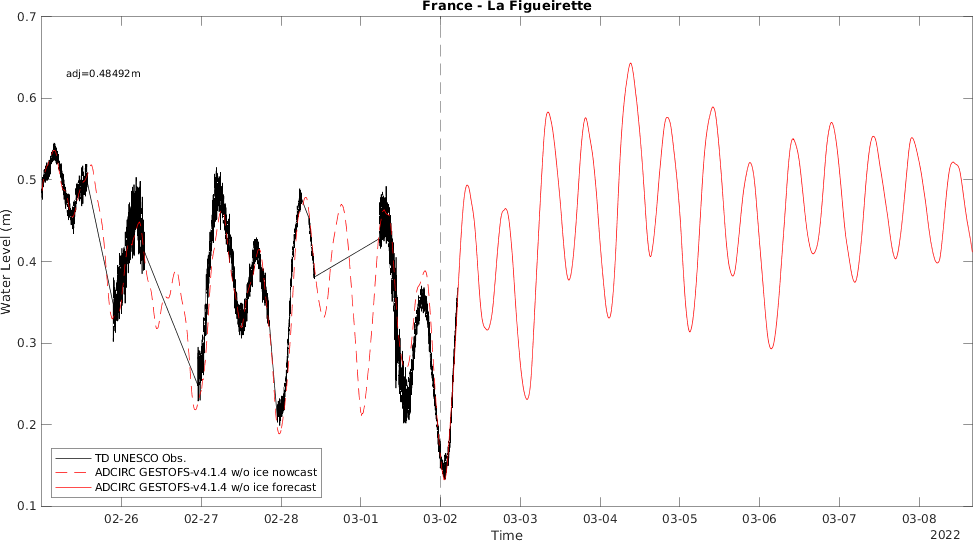 France - La Figueirette
0.7
adj=0.48492m
0.6
0.5
0.4
0.3
0.2
0.1
Water Level (m)
TD UNESCO Obs.
ADCIRC GESTOFS-v4.1.4 w/o ice nowcast
ADCIRC GESTOFS-v4.1.4 w/o ice forecast
02-26 02-27 02-28 03-01 03-02 03-03 03-04 03-05 03-06 03-07 03-08
Time
2022